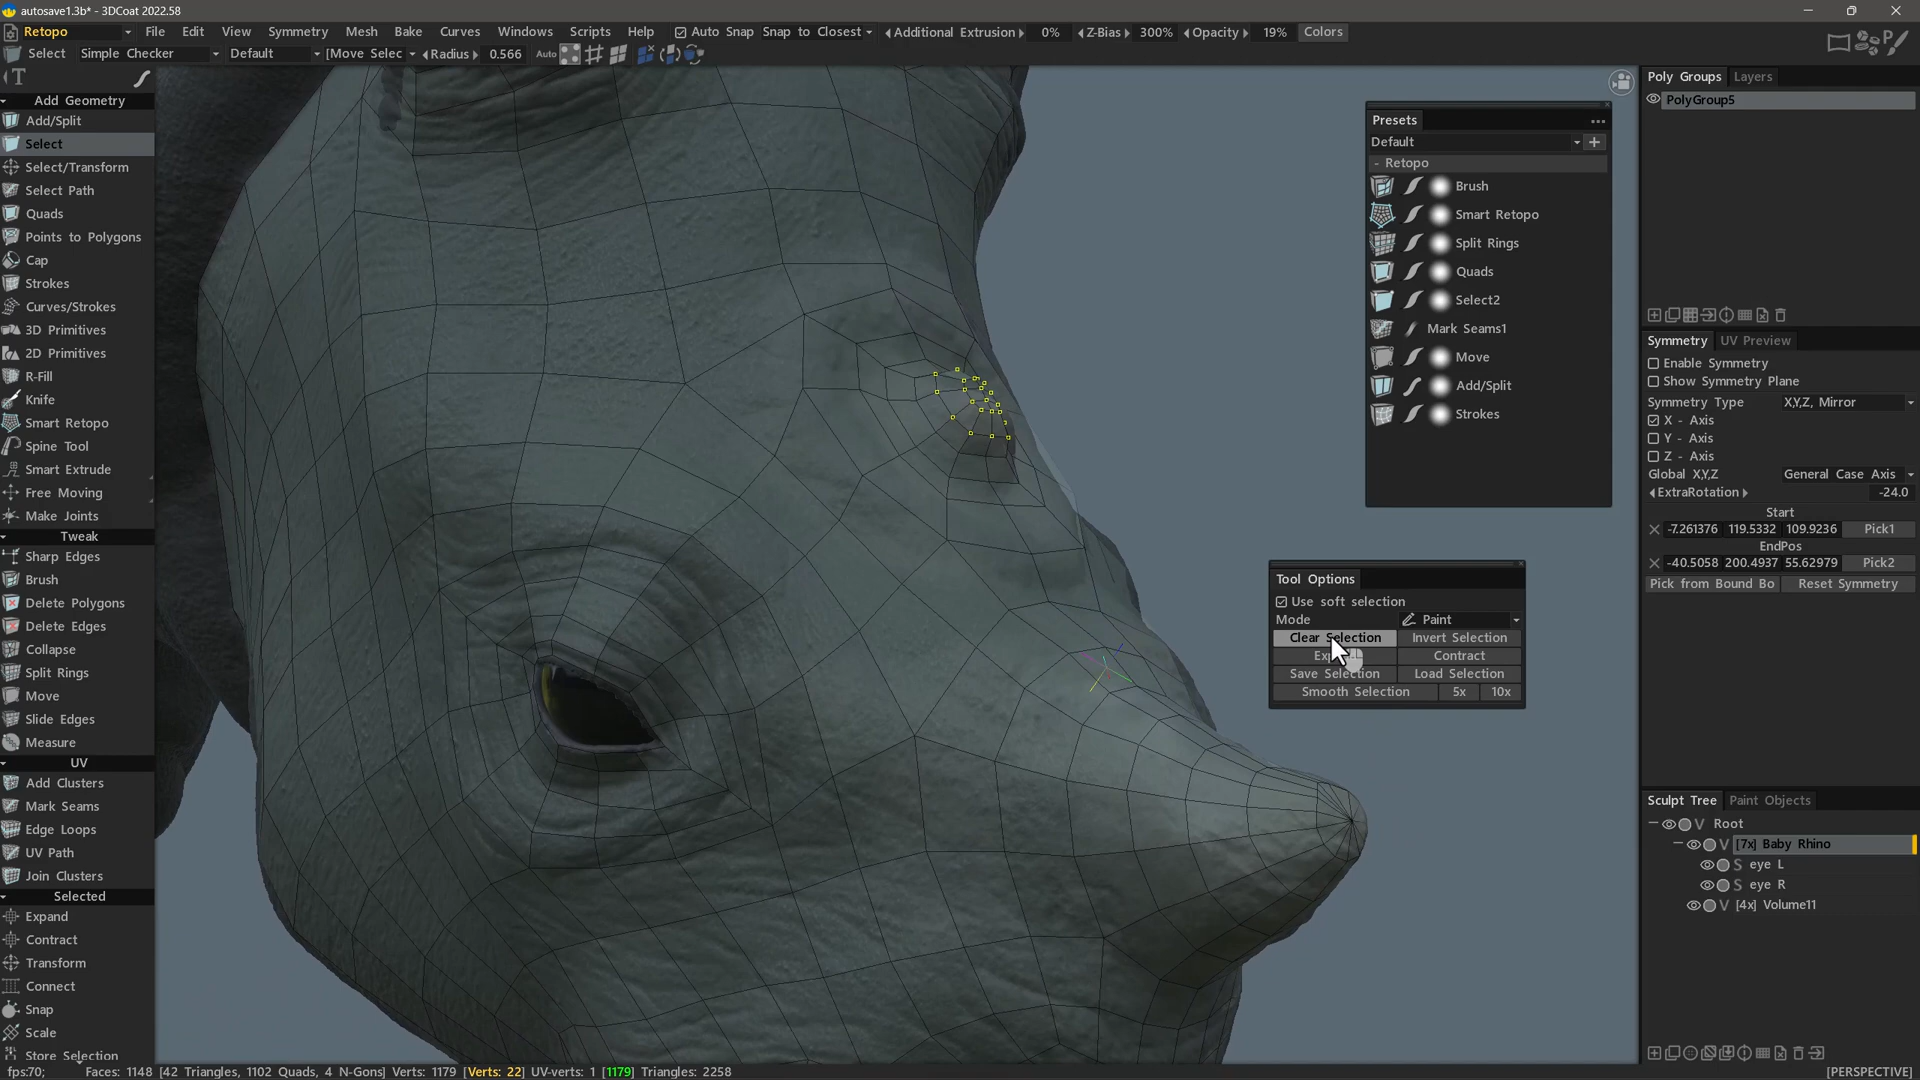 autosave1.3b* - 3DCoat 2022.58
Retopo File Edit View Symmetry Mesh Bake Curves Windows Scripts Help Auto Snap Snap to Closest Additional Extrusion 0% Z-Bias 300% Opacity 19% Colors
Select Simple Checker Default [Move Selec Radius 0.566 Auto
T
Add Geometry
Add/Split
Select
Select/Transform
Select Path
Quads
Points to Polygons
Cap
Strokes
Curves/Strokes
3D Primitives
2D Primitives
R-Fill
Knife
Smart Retopo
Spine Tool
Smart Extrude
Free Moving
Make Joints
Tweak
Sharp Edges
Brush
Delete Polygons
Delete Edges
Collapse
Split Rings
Move
Slide Edges
Measure
UV
Add Clusters
Mark Seams
Edge Loops
UV Path
Join Clusters
Selected
Expand
Contract
Transform
Connect
Snap
Scale
Store Selection
Presets
Default
- Retopo
Brush
Smart Retopo
Split Rings
Quads
Select2
Mark Seams1
Move
Add/Split
Strokes
Tool Options
Use soft selection
Mode Paint
Clear Selection Invert Selection
Contract
Save Selection Load Selection
Smooth Selection 5x 10x
Poly Groups Layers
PolyGroup5
Symmetry UV Preview
Enable Symmetry
Show Symmetry Plane
Symmetry Type X,Y,Z, Mirror
X - Axis
Y - Axis
Z - Axis
Global XYZ General Case Axis
ExtraRotation -24.0
Start
-7.261376 119.5332 109.9236 Pick1
EndPos
-40.5058 200.4937 55.62979 Pick2
Pick from Bound Bo Reset Symmetry
Sculpt Tree Paint Objects
Root
V [7x] Baby Rhino
S eye L
S eye R
V [4x] Volume11
fps:70; Faces: 1148 [42 Triangles, 1102 Quads, 4 N-Gons] Verts: 1179 [Verts: 22] UV-verts: 1 [1179] Triangles: 2258 [PERSPECTIVE]